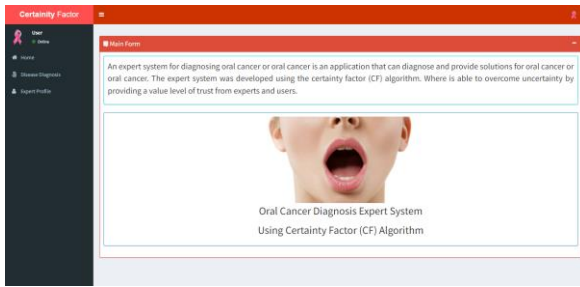 Certainity Factor
User
Online
Home
Disease Diagnosis
Expert Profile
Main Form
An expert system for diagnosing oral cancer or oral cancer is an application that can diagnose and provide solutions for oral cancer or
oral cancer. The expert system was developed using the certainty factor (CF) algorithm. Where is able to overcome uncertainty by
providing a value level of trust from experts and users.
Oral Cancer Diagnosis Expert System
Using Certainty Factor (CF) Algorithm